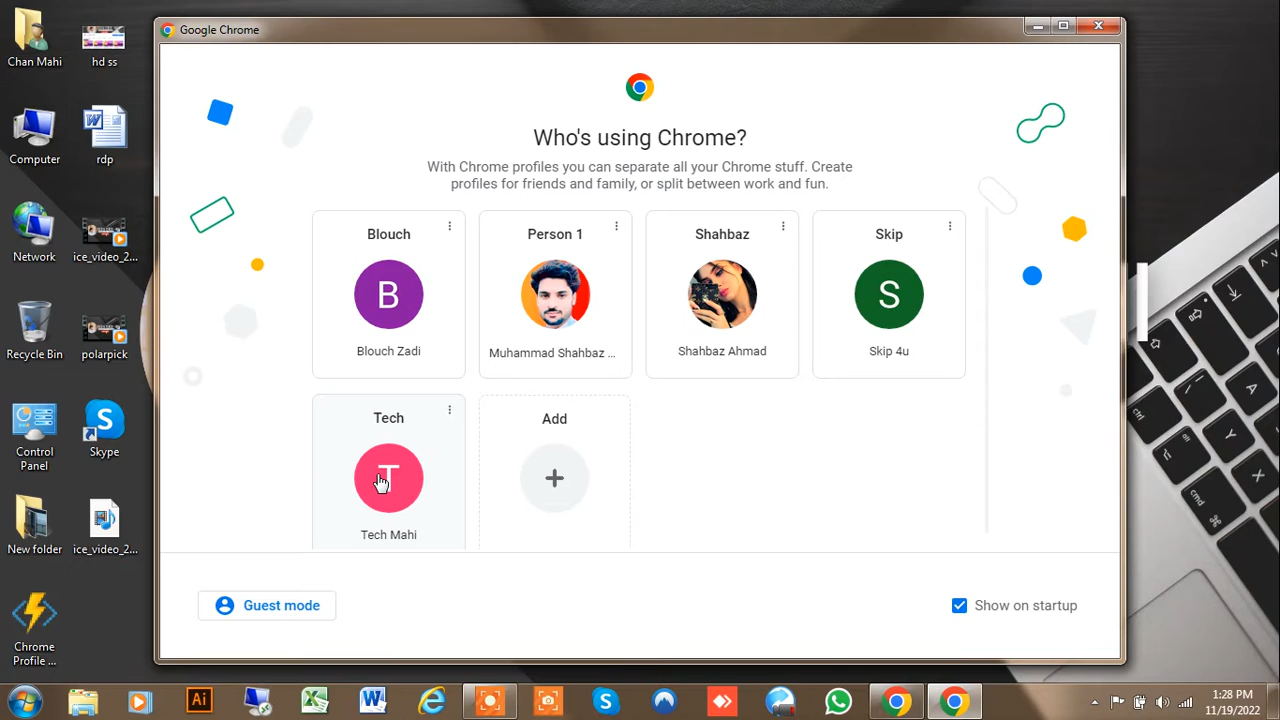 Google Chrome
Chan Mahi
hd ss
Computer
rdp
Network
ice_video_2...
Recycle Bin
polarpick
Control
Panel
Skype
New folder
ice_video_2...
Chrome
Profile ...
Who's using Chrome?
With Chrome profiles you can separate all your Chrome stuff. Create
profiles for friends and family, or split between work and fun.
Blouch
B
Blouch Zadi
Person 1
Muhammad Shahbaz ...
Shahbaz
Shahbaz Ahmad
Skip
S
Skip 4u
Tech
T
Tech Mahi
Add
Guest mode
Show on startup
Ai
1:28 PM
11/19/2022